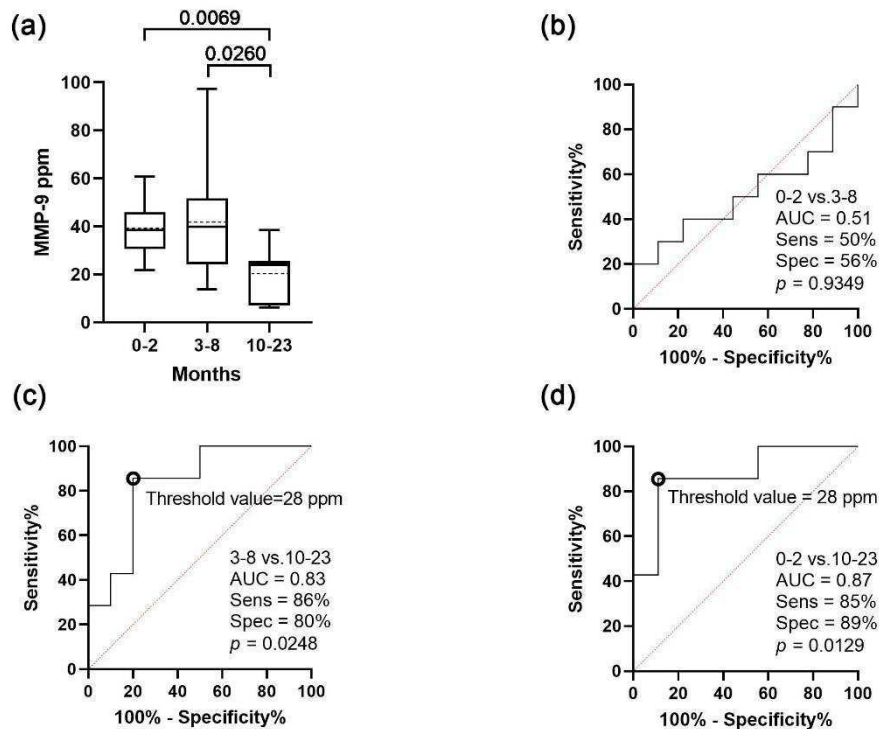 (a)
0.0069
0.0260
100
80
60
40
20
0
MMP-9 ppm
0-2
3-8
10-23
Months
(b)
100
80
60
40
20
0
Sensitivity%
0-2 vs.3-8
AUC = 0.51
Sens = 50%
Spec = 56%
p = 0.9349
0 20 40 60 80 100
100% - Specificity%
(c)
100
80
60
40
20
0
Sensitivity%
Threshold value=28 ppm
3-8 vs.10-23
AUC = 0.83
Sens = 86%
Spec = 80%
p = 0.0248
0 20 40 60 80 100
100% - Specificity%
(d)
100
80
60
40
20
0
Sensitivity%
Threshold value = 28 ppm
0-2 vs.10-23
AUC = 0.87
Sens = 85%
Spec = 89%
p = 0.0129
0 20 40 60 80 100
100% - Specificity%